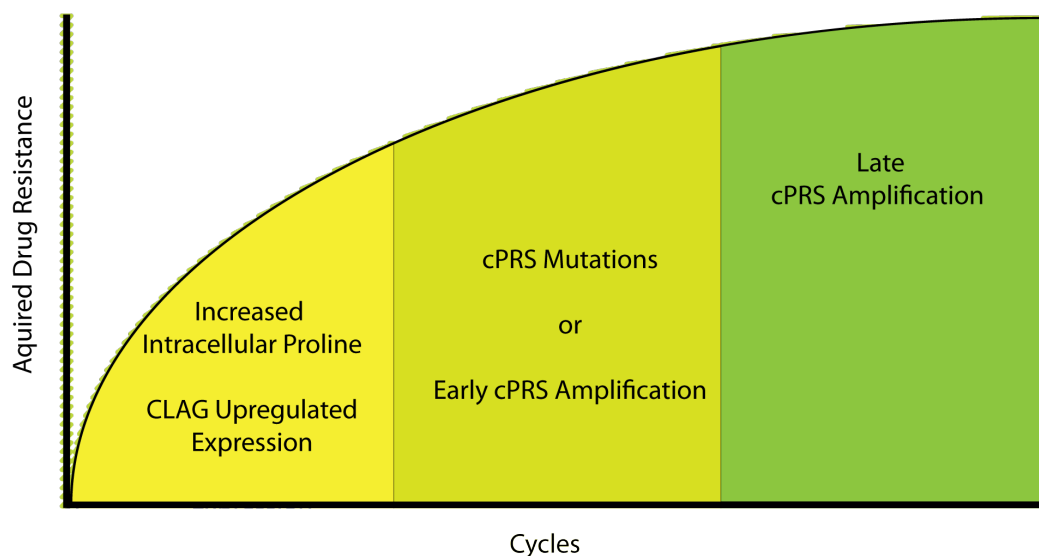 Aquired Drug Resistance
Increased
Intracellular Proline
CLAG Upregulated
Expression
cPRS Mutations
or
Early cPRS Amplification
Late
cPRS Amplification
Cycles